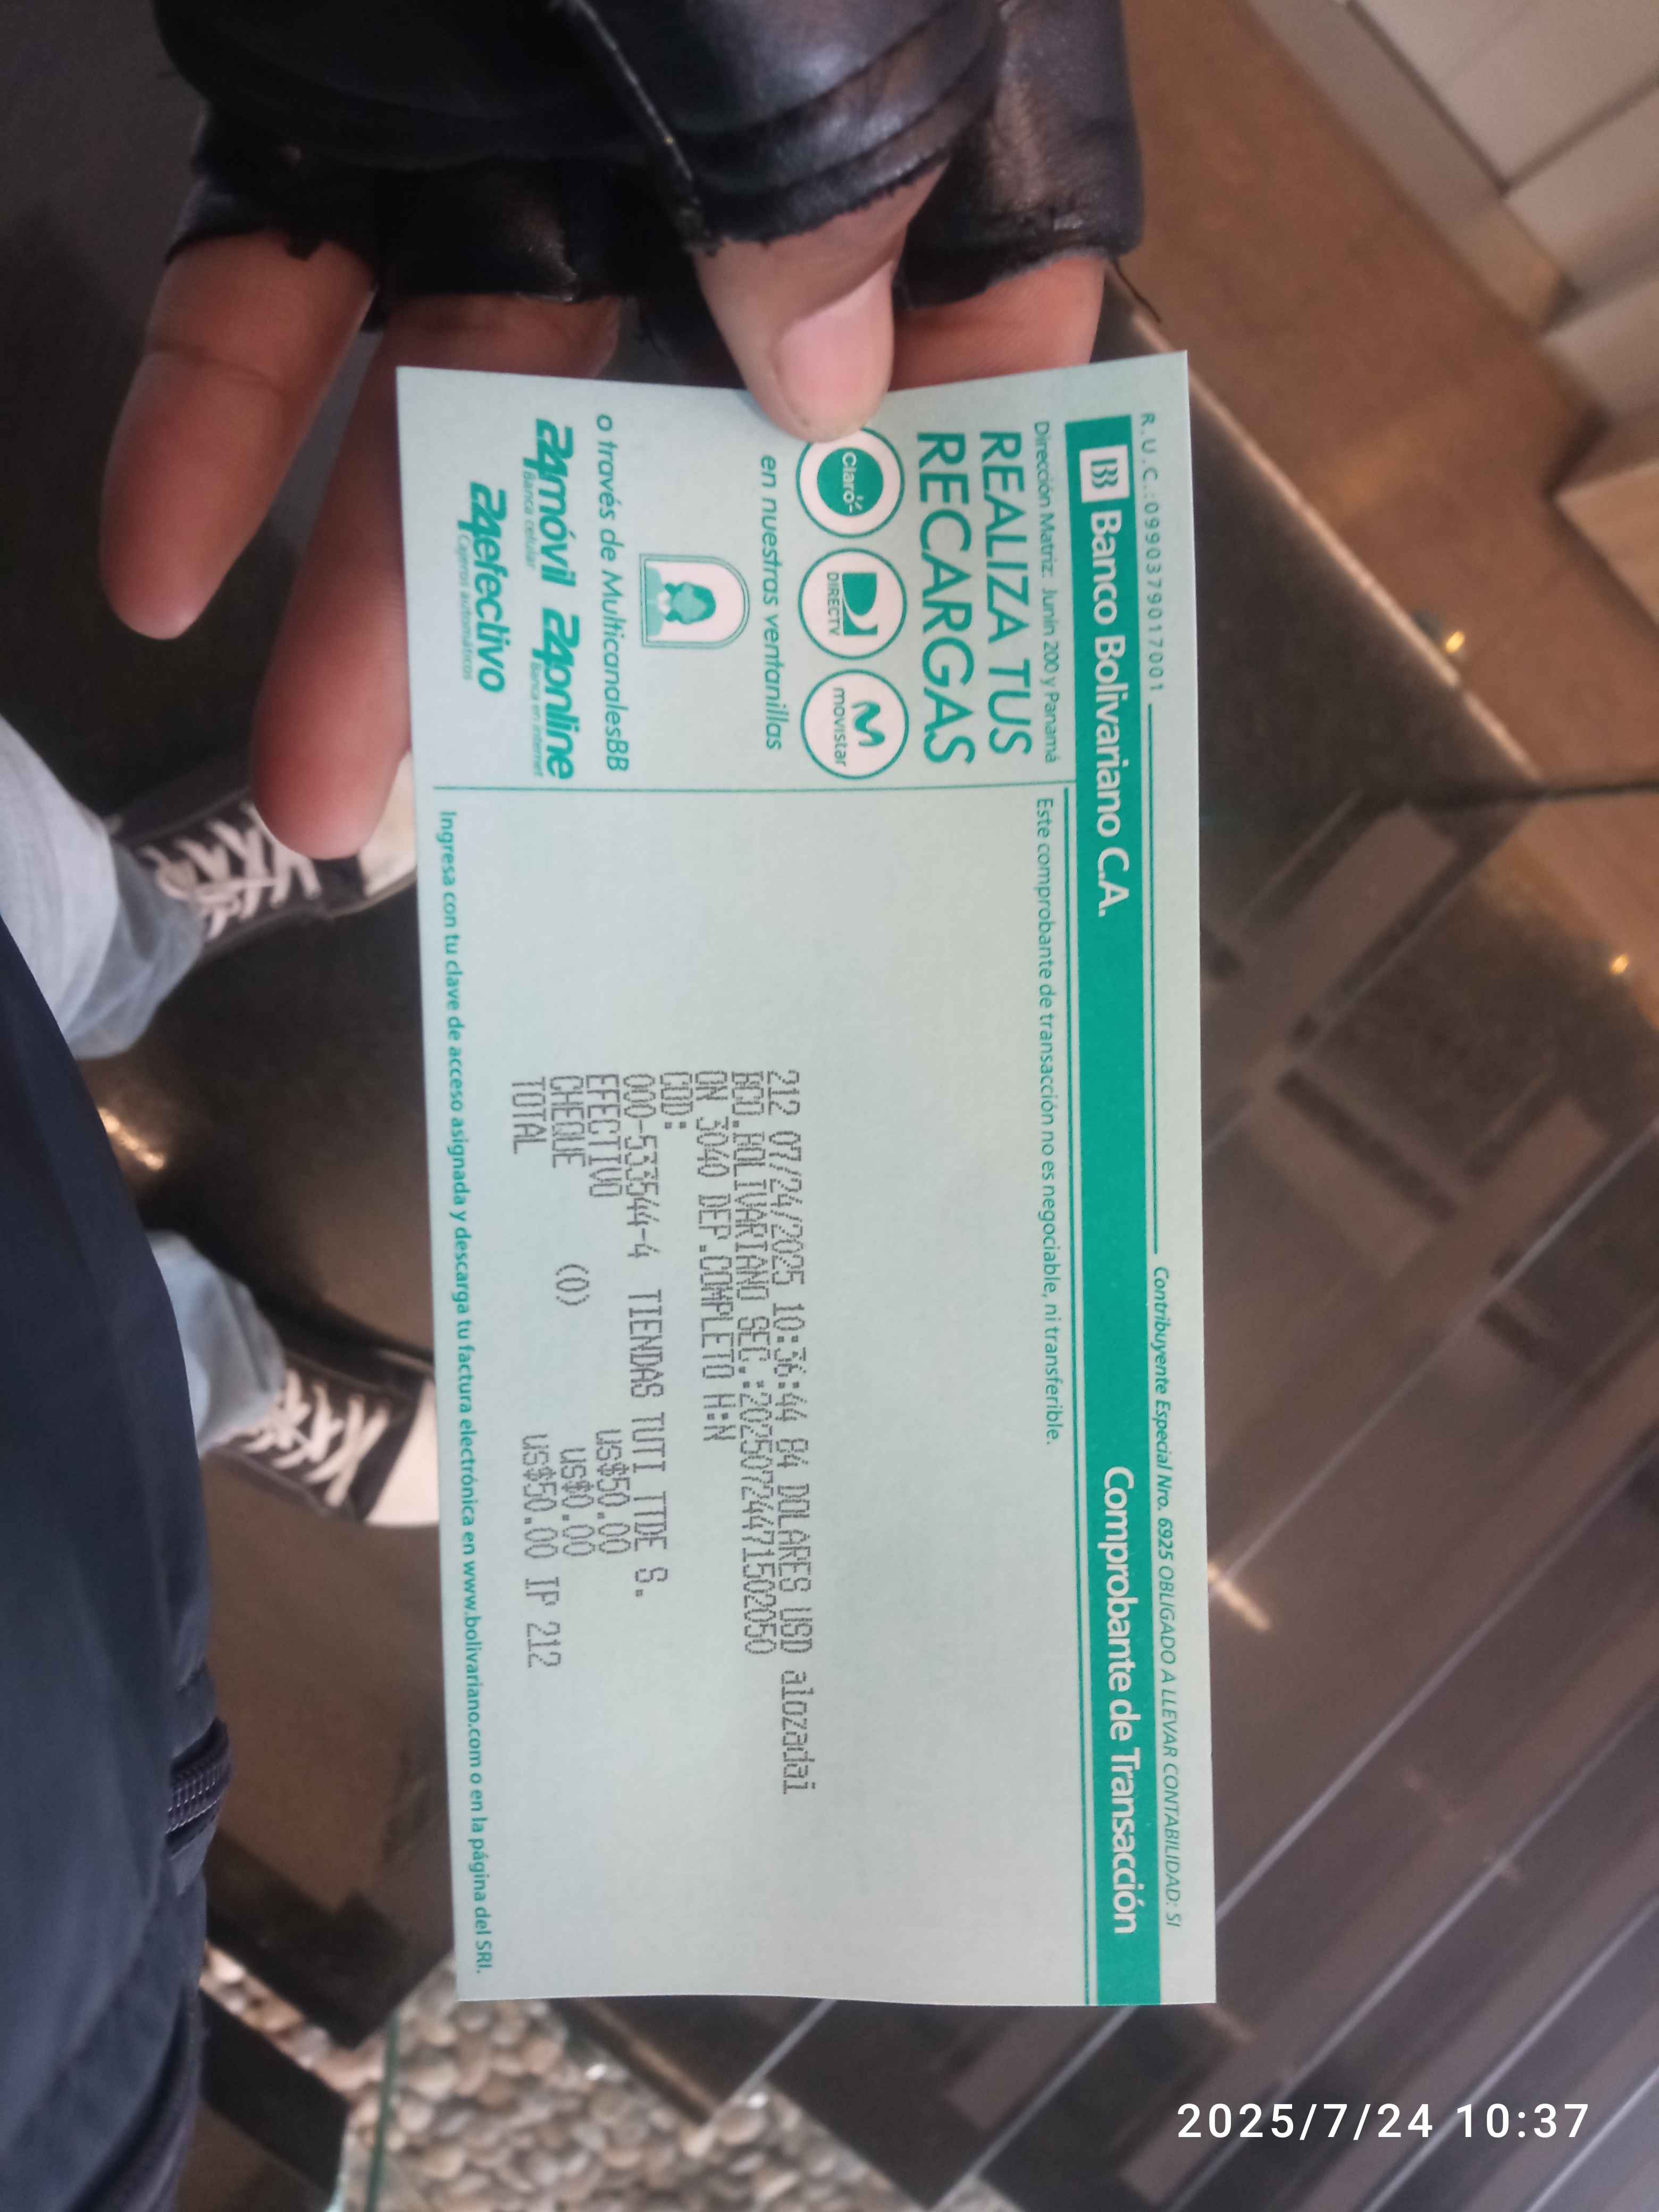 R.U.C.:0990379017001
Contribuyente Especial Nro. 6925 OBLIGADO A LLEVAR CONTABILIDAD: SI
BB Banco Bolivariano C.A.
Comprobante de Transacción
Dirección Matriz: Junín 200 y Panamá
Este comprobante de transacción no es negociable, ni transferible.
REALIZA TUS
RECARGAS
Claro
DIRECTV
movistar
en nuestras ventanillas
o través de MulticanalesBB
24móvil 24online
Banca celular
Banca en internet
24efectivo
Cajeros automáticos
212 07/24/2025 10:36:44 84 DOLARES USD alozadai
BCO.BOLIVARIANO SEC.:2025072447150​2050
ON 3040 DEP.COMPLETO H:N
COD:
000-533544-4 TIENDAS TUTI TTDE S.
EFECTIVO US$50.00
CHEQUE (0) US$0.00
TOTAL US$50.00 IP 212
Ingresa con tu clave de acceso asignada y descarga tu factura electrónica en www.bolivariano.com o en la página del SRI.
2025/7/24 10:37